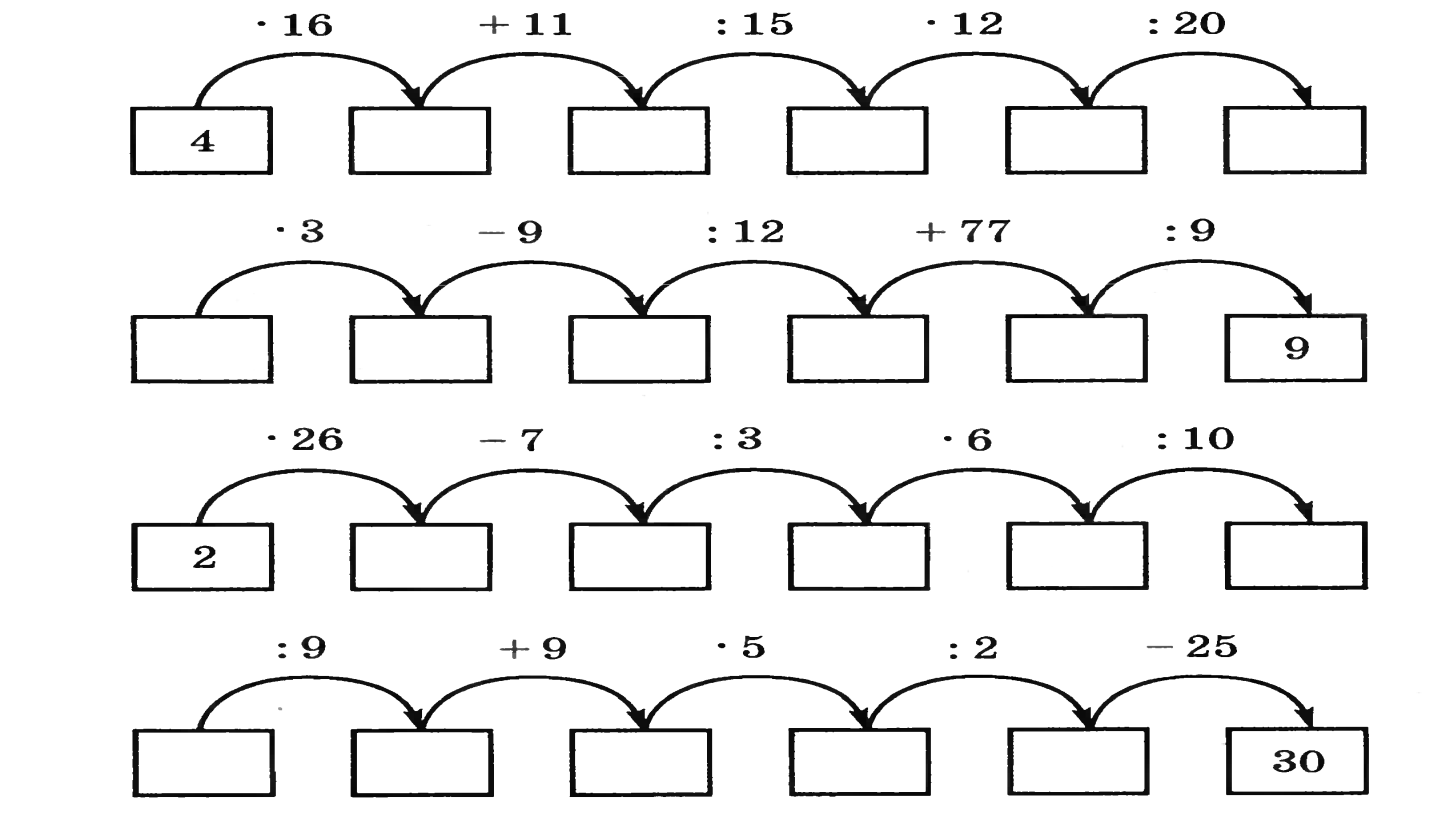 · 16 + 11 : 15 · 12 : 20
4
· 3 − 9 : 12 + 77 : 9
9
· 26 − 7 : 3 · 6 : 10
2
: 9 + 9 · 5 : 2 − 25
30